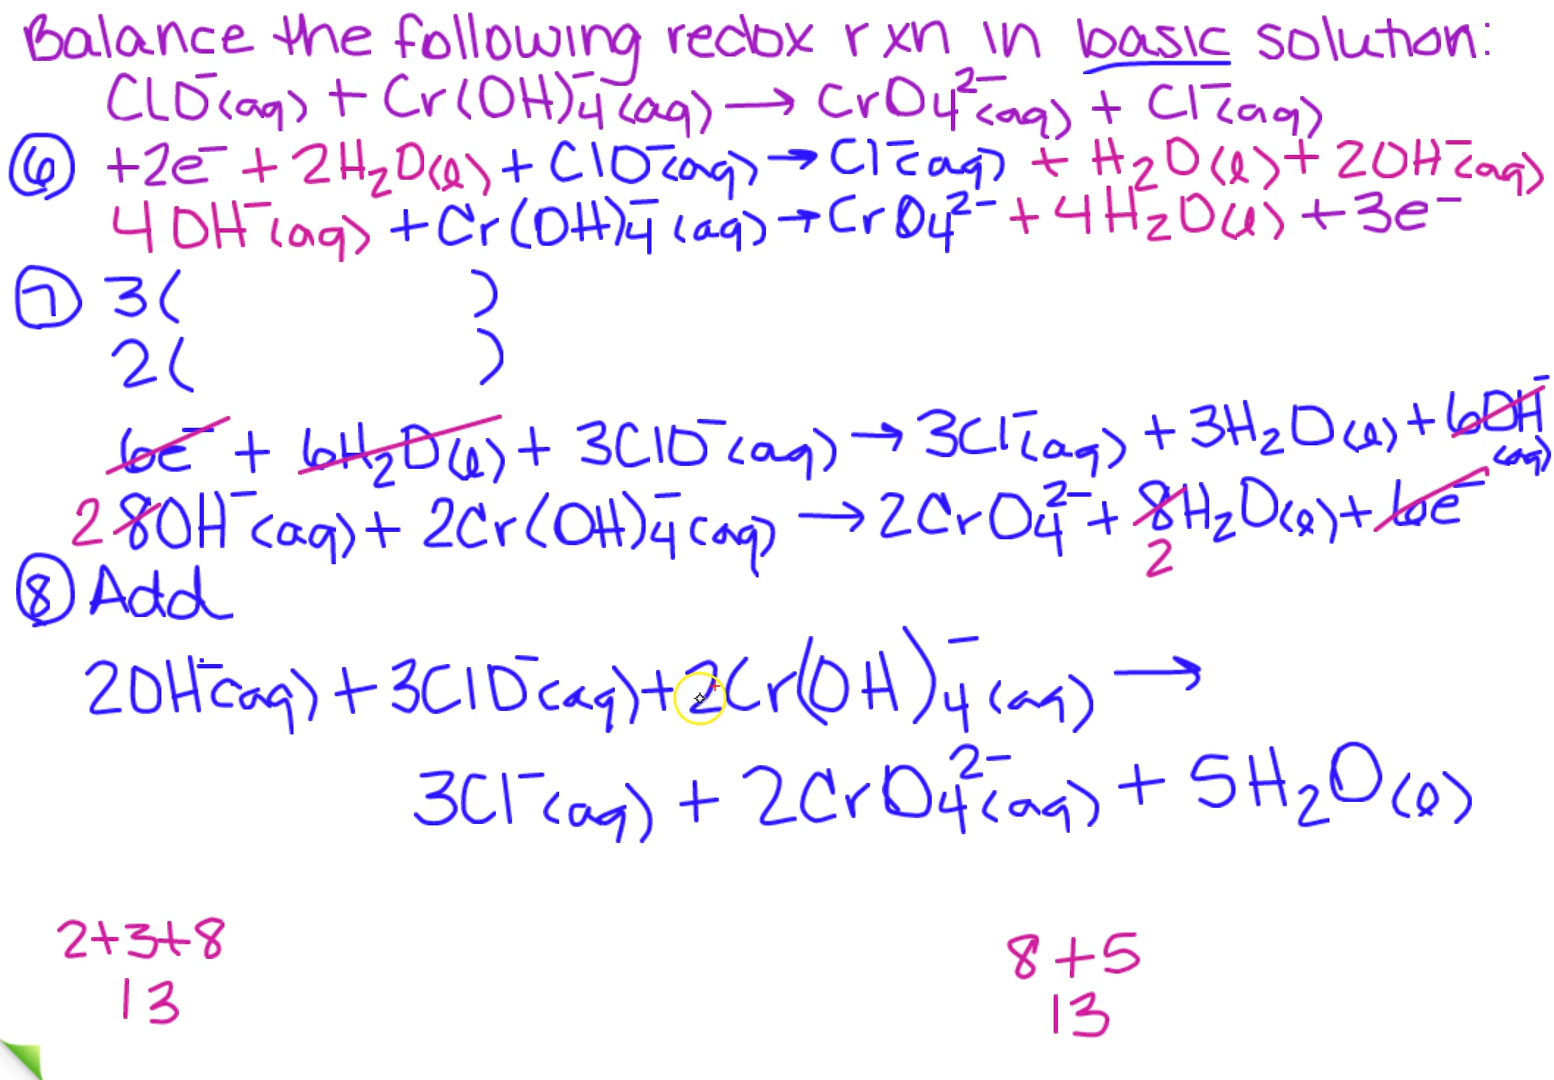 Balance the following redox rxn in basic solution:
ClO⁻(aq) + Cr(OH)₄⁻(aq) → CrO₄²⁻(aq) + Cl⁻(aq)
⑥ +2e⁻ + 2H₂O(l) + ClO⁻(aq) → Cl⁻(aq) + H₂O(l) + 2OH⁻(aq)
4OH⁻(aq) + Cr(OH)₄⁻(aq) → CrO₄²⁻ + 4H₂O(l) + 3e⁻
⑦ 3( )
2( )
6e⁻ + 6H₂O(l) + 3ClO⁻(aq) → 3Cl⁻(aq) + 3H₂O(l) + 6OH⁻(aq)
2 8OH⁻(aq) + 2Cr(OH)₄⁻(aq) → 2CrO₄²⁻ + 8H₂O(l) + 6e⁻
2
⑧ Add
2OH⁻(aq) + 3ClO⁻(aq) + 2Cr(OH)₄⁻(aq) →
3Cl⁻(aq) + 2CrO₄²⁻(aq) + 5H₂O(l)
2+3+8
13
8+5
13